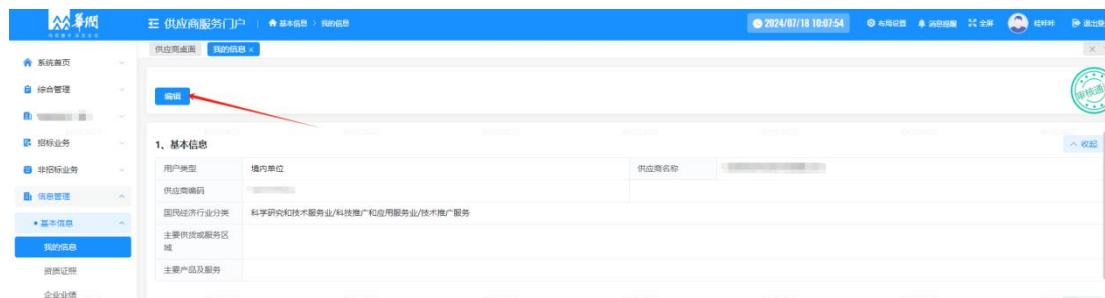 華潤
供应商服务门户
基本信息 > 我的信息
2024/07/18 10:07:54
布局设置
消息提醒
全屏
退出登
供应商桌面
我的信息 ×
系统首页
综合管理
招标业务
非招标业务
信息管理
基本信息
我的信息
资质证照
企业业绩
编辑
审核通
1、基本信息
收起
用户类型
境内单位
供应商名称
供应商编码
国民经济行业分类
科学研究和技术服务业/科技推广和应用服务业/技术推广服务
主要供货或服务区
域
主要产品及服务